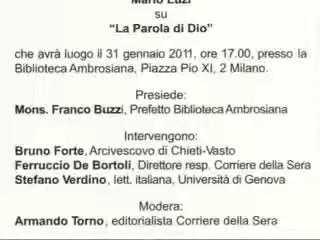 Mario Luzi
su
“La Parola di Dio”
che avrà luogo il 31 gennaio 2011, ore 17.00, presso la
Biblioteca Ambrosiana, Piazza Pio XI, 2 Milano.
Presiede:
Mons. Franco Buzzi, Prefetto Biblioteca Ambrosiana
Intervengono:
Bruno Forte, Arcivescovo di Chieti-Vasto
Ferruccio De Bortoli, Direttore resp. Corriere della Sera
Stefano Verdino, lett. italiana, Università di Genova
Modera:
Armando Torno, editorialista Corriere della Sera